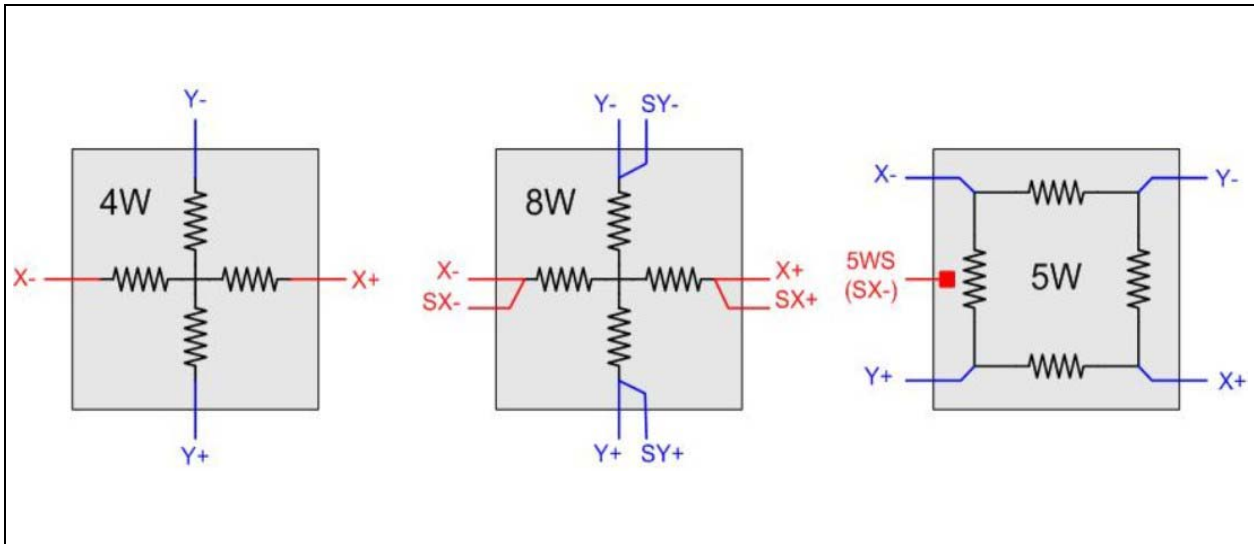 Y-
4W
X-
X+
Y+
Y- SY-
8W
X-
SX-
X+
SX+
Y+ SY+
X-
Y-
5WS
(SX-)
5W
Y+
X+